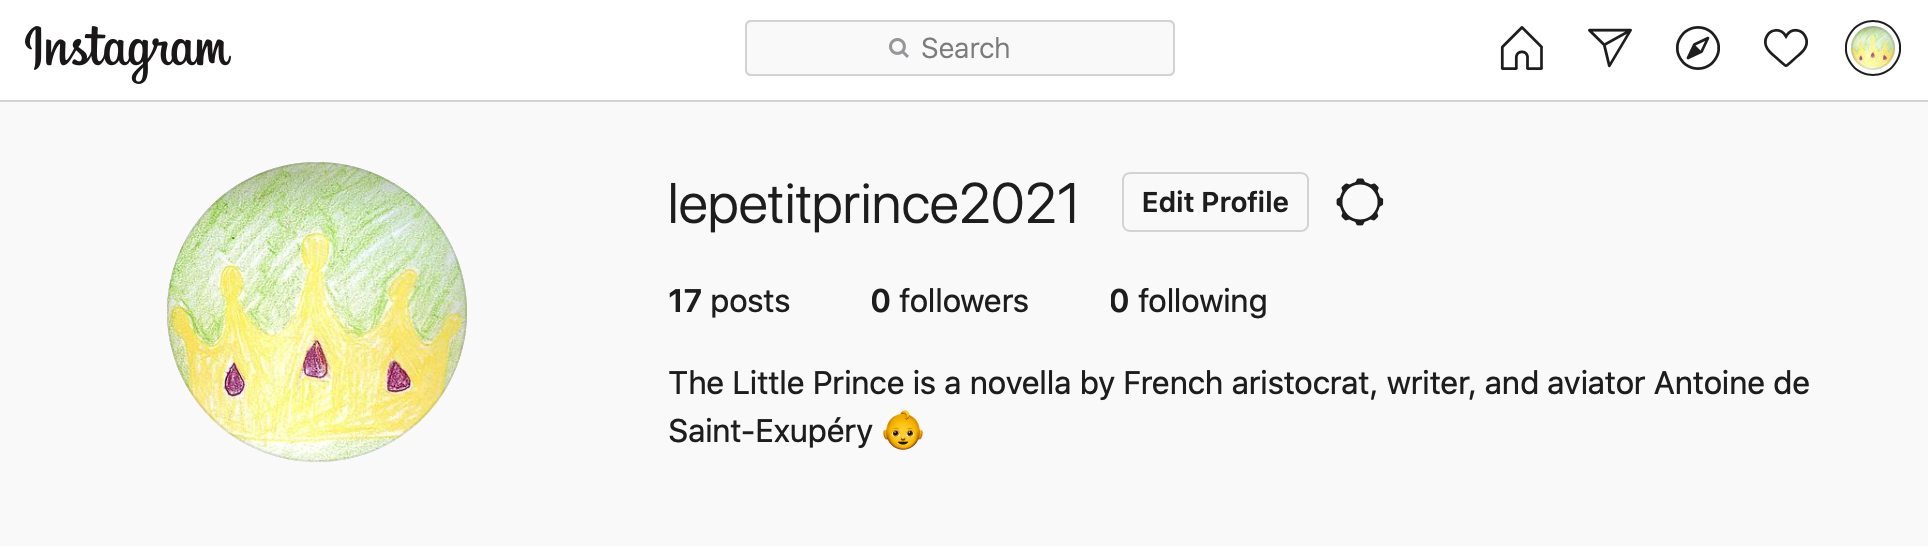 Instagram
Search
lepetitprince2021
Edit Profile
17 posts 0 followers 0 following
The Little Prince is a novella by French aristocrat, writer, and aviator Antoine de
Saint-Exupéry 👶